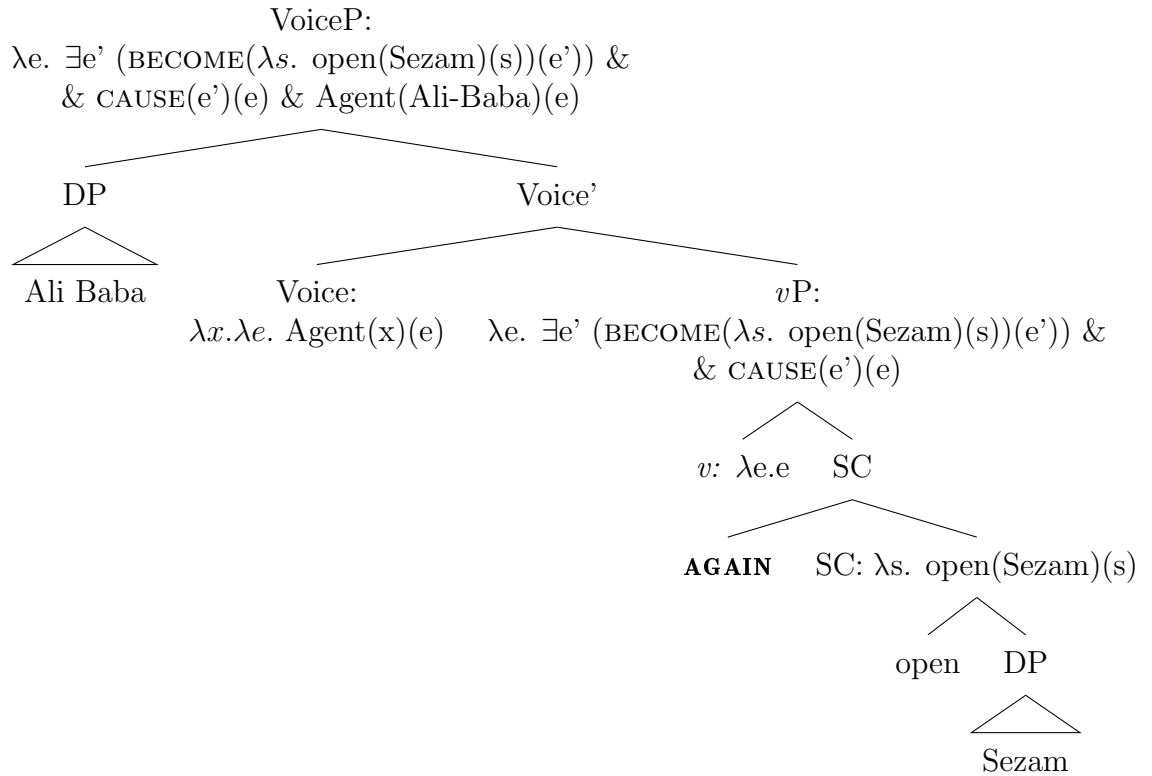 VoiceP:
λe. ∃e’ (BECOME(λs. open(Sezam)(s))(e’)) &
& CAUSE(e’)(e) & Agent(Ali-Baba)(e)
DP Voice’
Ali Baba Voice: vP:
λx.λe. Agent(x)(e) λe. ∃e’ (BECOME(λs. open(Sezam)(s))(e’)) &
& CAUSE(e’)(e)
v: λe.e SC
AGAIN SC: λs. open(Sezam)(s)
open DP
Sezam